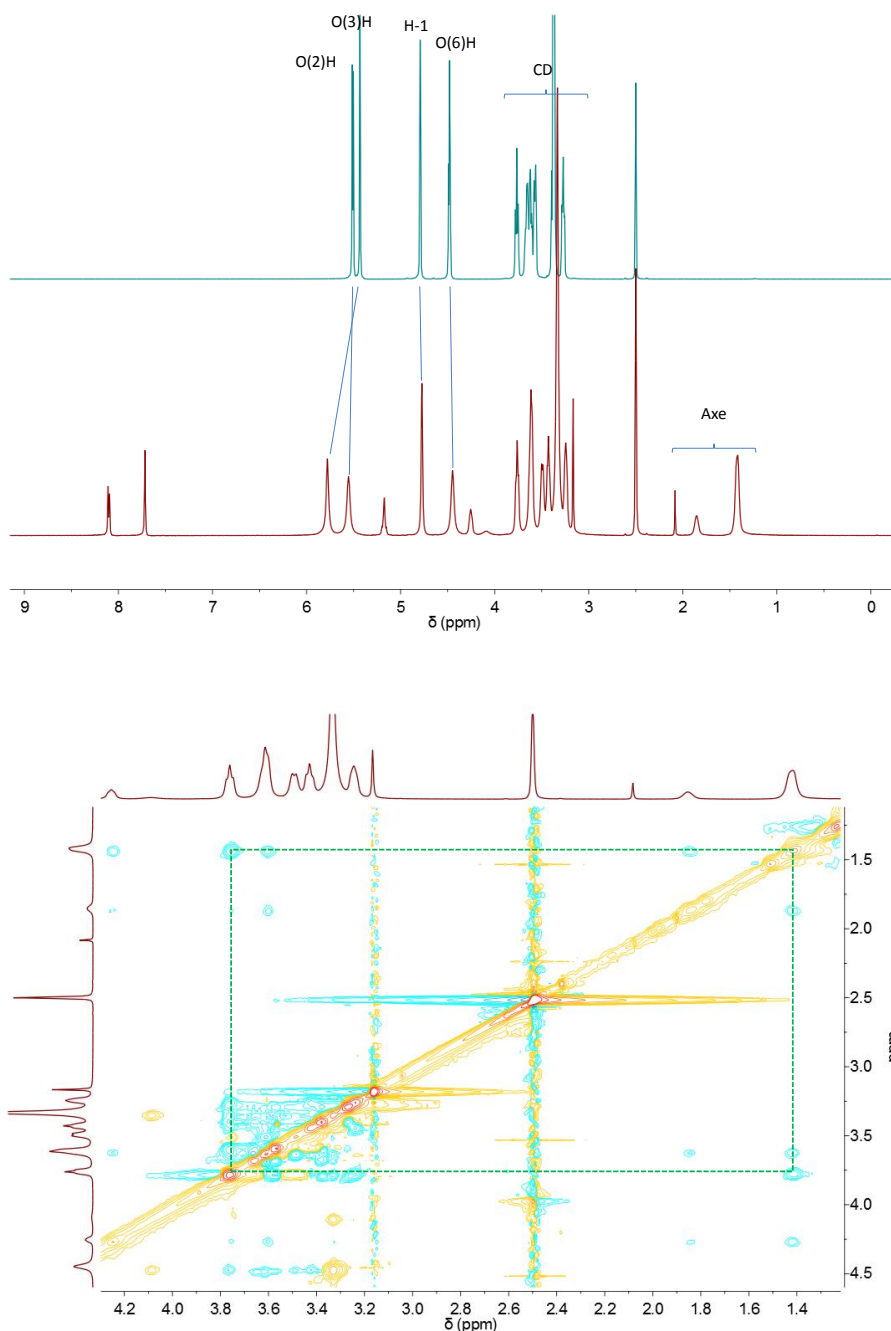 O(3)H
H-1
O(6)H
O(2)H
CD
Axe
9 8 7 6 5 4 3 2 1 0
δ (ppm)
1.5
2.0
2.5
3.0
ppm
3.5
4.0
4.5
4.2 3.8 3.6 3.4 3.2 3.0 2.8 2.6 2.4 2.2 2.0 1.8 1.6 1.4
δ (ppm)